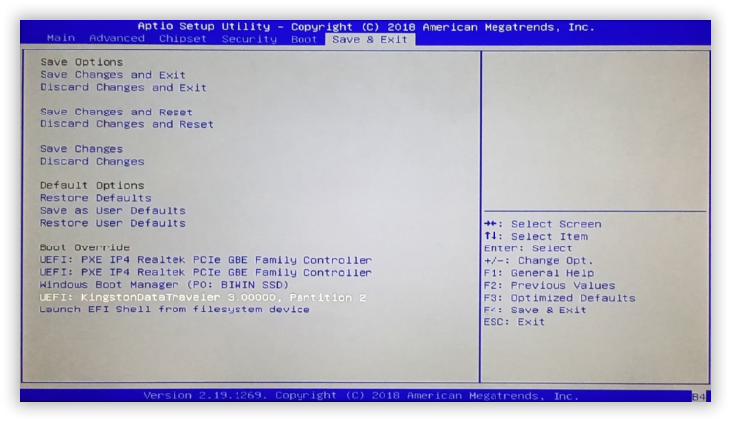 Aptio Setup Utility - Copyright (C) 2018 American Megatrends, Inc.
Main Advanced Chipset Security Boot Save & Exit
Save Options
Save Changes and Exit
Discard Changes and Exit
Save Changes and Reset
Discard Changes and Reset
Save Changes
Discard Changes
Default Options
Restore Defaults
Save as User Defaults
Restore User Defaults
Boot Override
UEFI: PXE IP4 Realtek PCIe GBE Family Controller
UEFI: PXE IP4 Realtek PCIe GBE Family Controller
Windows Boot Manager (P0: BIWIN SSD)
UEFI: KingstonDataTraveler 3.00000, Partition 2
Launch EFI Shell from filesystem device
→←: Select Screen
↑↓: Select Item
Enter: Select
+/-: Change Opt.
F1: General Help
F2: Previous Values
F3: Optimized Defaults
F4: Save & Exit
ESC: Exit
Version 2.19.1269. Copyright (C) 2018 American Megatrends, Inc.
B4